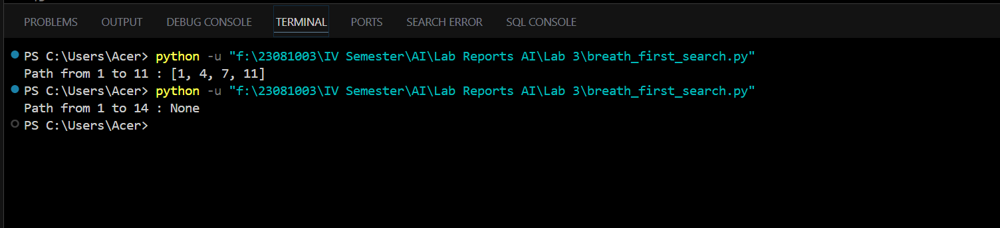 PROBLEMS OUTPUT DEBUG CONSOLE TERMINAL PORTS SEARCH ERROR SQL CONSOLE
PS C:\Users\Acer> python -u "f:\23081003\IV Semester\AI\Lab Reports AI\Lab 3\breath_first_search.py"
Path from 1 to 11 : [1, 4, 7, 11]
PS C:\Users\Acer> python -u "f:\23081003\IV Semester\AI\Lab Reports AI\Lab 3\breath_first_search.py"
Path from 1 to 14 : None
PS C:\Users\Acer>